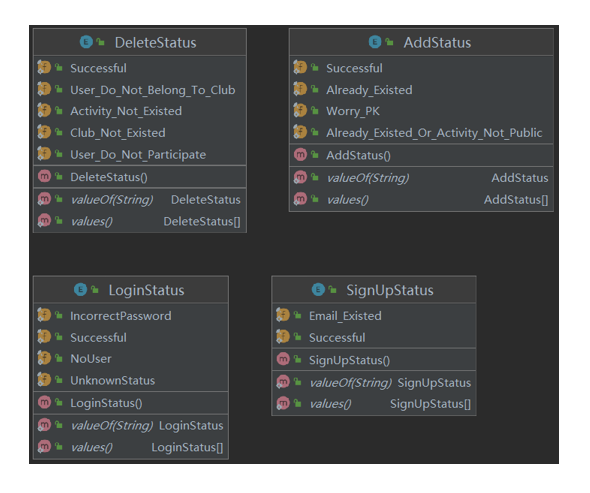 DeleteStatus
Successful
User_Do_Not_Belong_To_Club
Activity_Not_Existed
Club_Not_Existed
User_Do_Not_Participate
DeleteStatus()
valueOf(String) DeleteStatus
values() DeleteStatus[]
AddStatus
Successful
Already_Existed
Worry_PK
Already_Existed_Or_Activity_Not_Public
AddStatus()
valueOf(String) AddStatus
values() AddStatus[]
LoginStatus
IncorrectPassword
Successful
NoUser
UnknownStatus
LoginStatus()
valueOf(String) LoginStatus
values() LoginStatus[]
SignUpStatus
Email_Existed
Successful
SignUpStatus()
valueOf(String) SignUpStatus
values() SignUpStatus[]